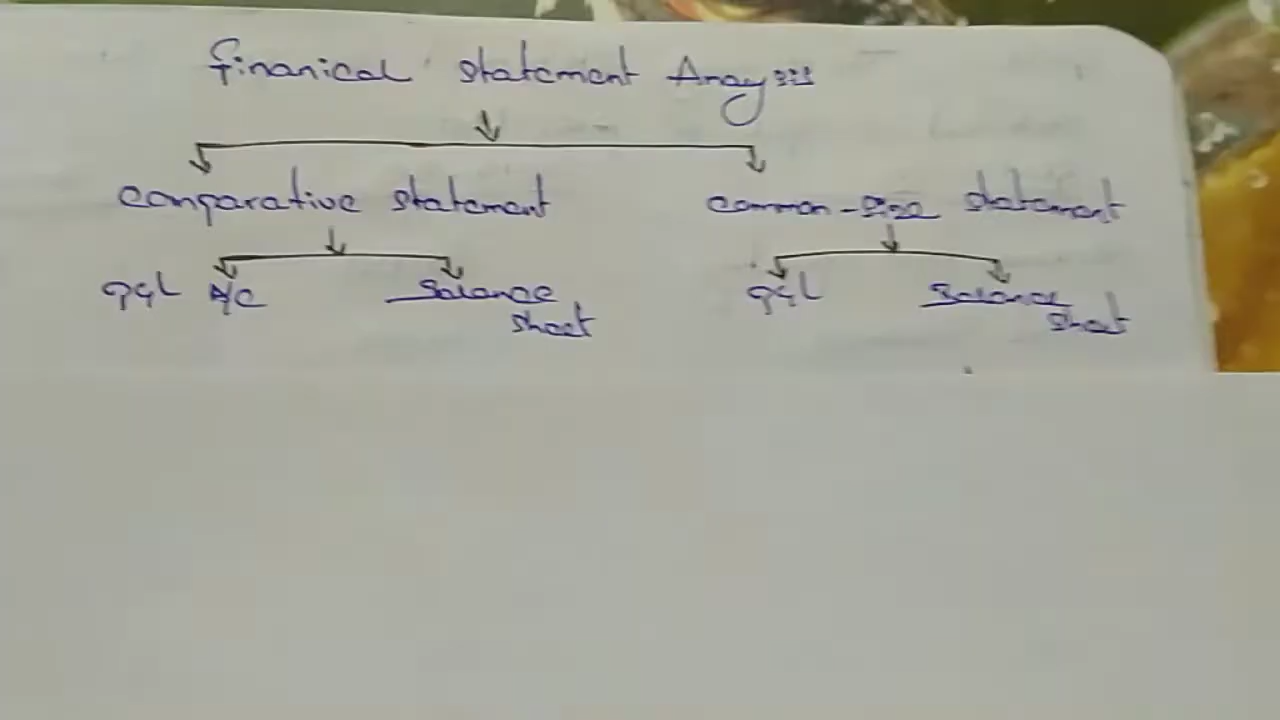 Finanical statement Anaysis
comparative statement common-size statement
P&L A/C Balance sheet P&L Balance sheet